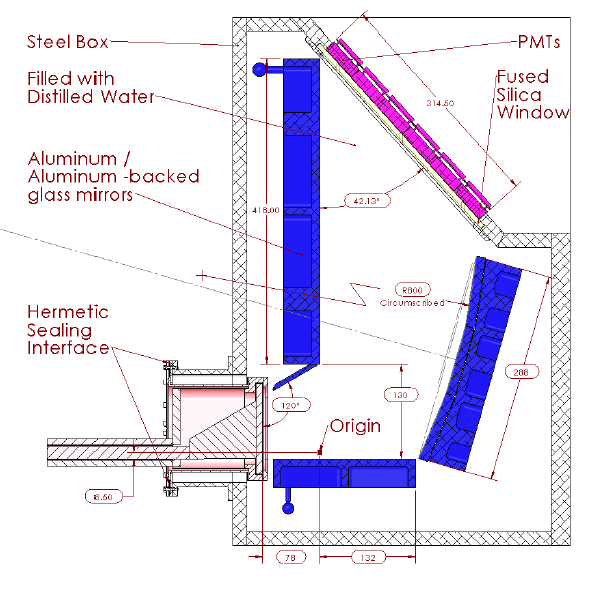 Steel Box
PMTs
Filled with
Distilled Water
Fused
Silica
Window
314.50
Aluminum /
Aluminum -backed
glass mirrors
42.13°
418.00
R800
Circumscribed
Hermetic
Sealing
Interface
288
130
120°
Origin
78
132